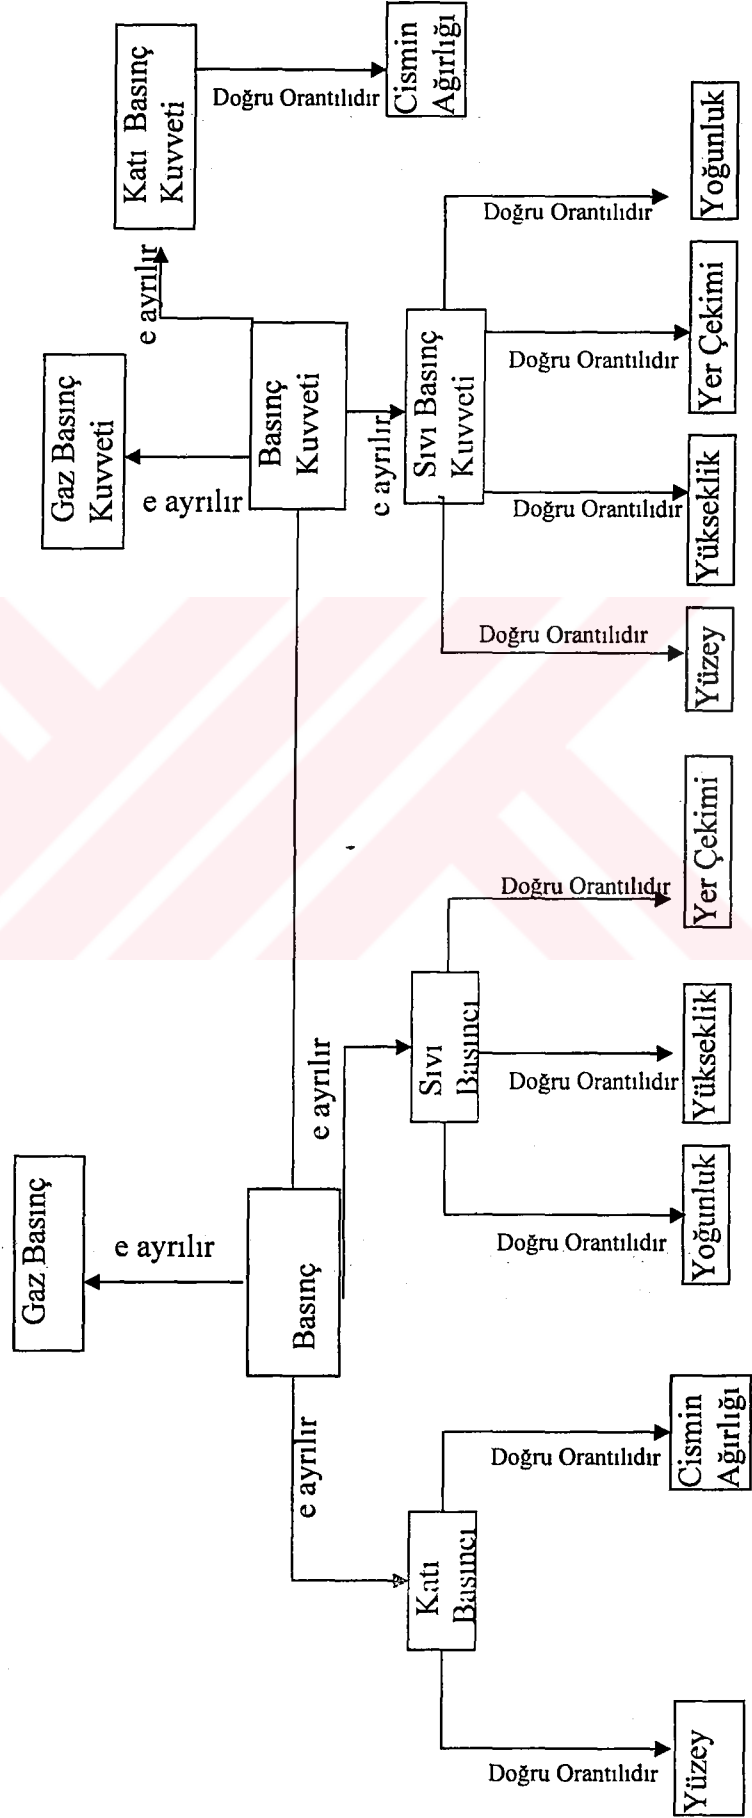 Katı Basınç
Kuvveti
Doğru Orantılıdır
Cismin
Ağırlığı
e ayrılır
Gaz Basınç
Kuvveti
e ayrılır
Basınç
Kuvveti
e ayrılır
Sıvı Basınç
Kuvveti
Doğru Orantılıdır
Yoğunluk
Doğru Orantılıdır
Yer Çekimi
Doğru Orantılıdır
Yükseklik
Doğru Orantılıdır
Yüzey
Gaz Basınç
e ayrılır
Basınç
e ayrılır
Sıvı
Basıncı
Doğru Orantılıdır
Yer Çekimi
Doğru Orantılıdır
Yükseklik
Doğru Orantılıdır
Yoğunluk
e ayrılır
Katı
Basıncı
Doğru Orantılıdır
Cismin
Ağırlığı
Doğru Orantılıdır
Yüzey